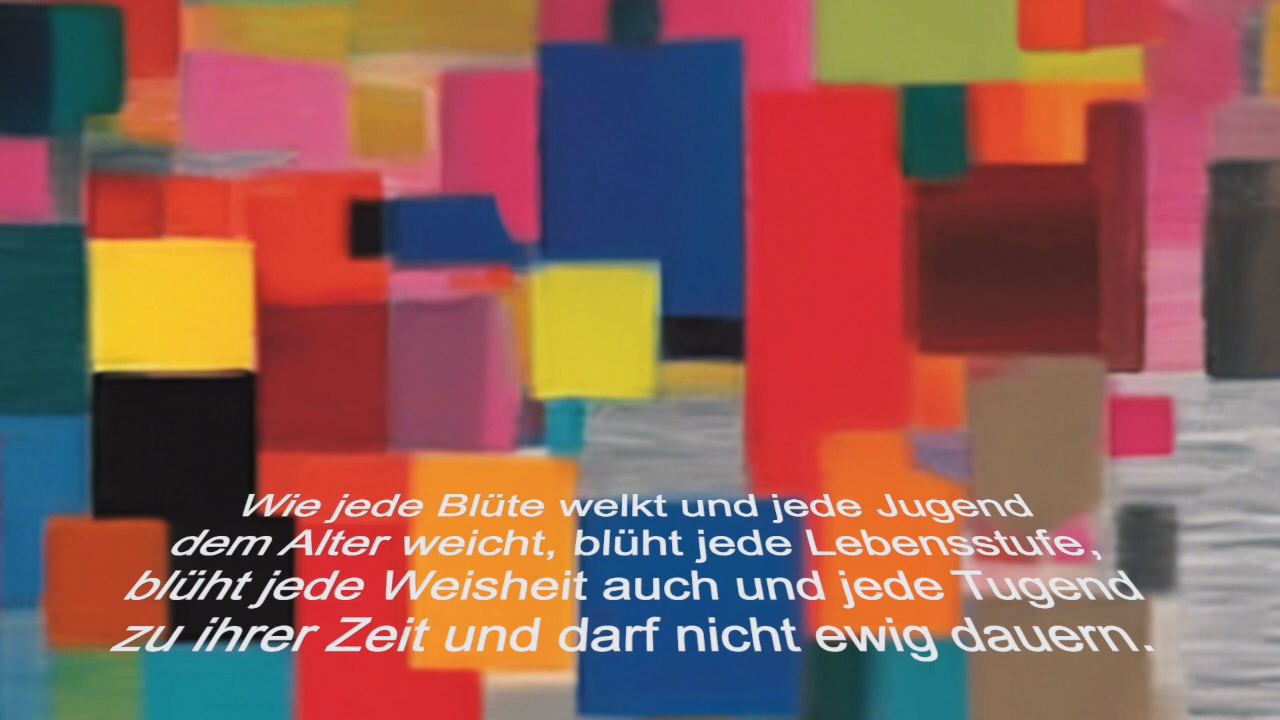 Wie jede Blüte welkt und jede Jugend
dem Alter weicht, blüht jede Lebensstufe,
blüht jede Weisheit auch und jede Tugend
zu ihrer Zeit und darf nicht ewig dauern.